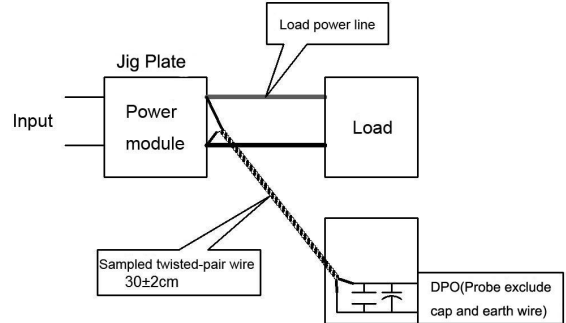 Load power line
Jig Plate
Input
Power
module
Load
Sampled twisted-pair wire
30±2cm
DPO(Probe exclude
cap and earth wire)